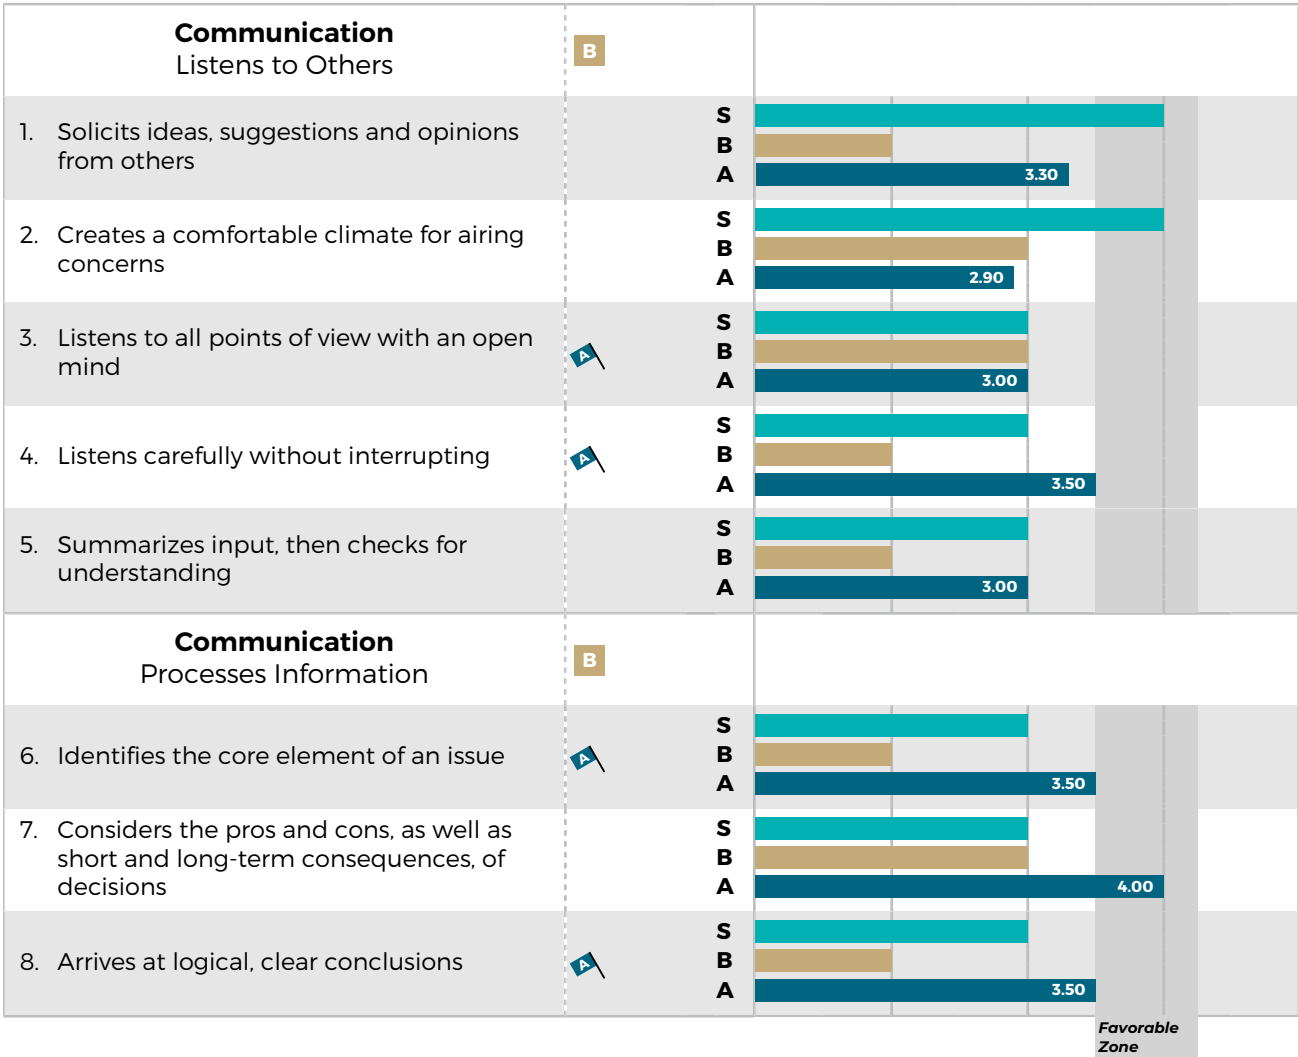 Communication
Listens to Others
B
1. Solicits ideas, suggestions and opinions
from others
S
B
A 3.30
2. Creates a comfortable climate for airing
concerns
S
B
A 2.90
3. Listens to all points of view with an open
mind
A
S
B
A 3.00
4. Listens carefully without interrupting
A
S
B
A 3.50
5. Summarizes input, then checks for
understanding
S
B
A 3.00
Communication
Processes Information
B
6. Identifies the core element of an issue
A
S
B
A 3.50
7. Considers the pros and cons, as well as
short and long-term consequences, of
decisions
S
B
A 4.00
8. Arrives at logical, clear conclusions
A
S
B
A 3.50
Favorable
Zone